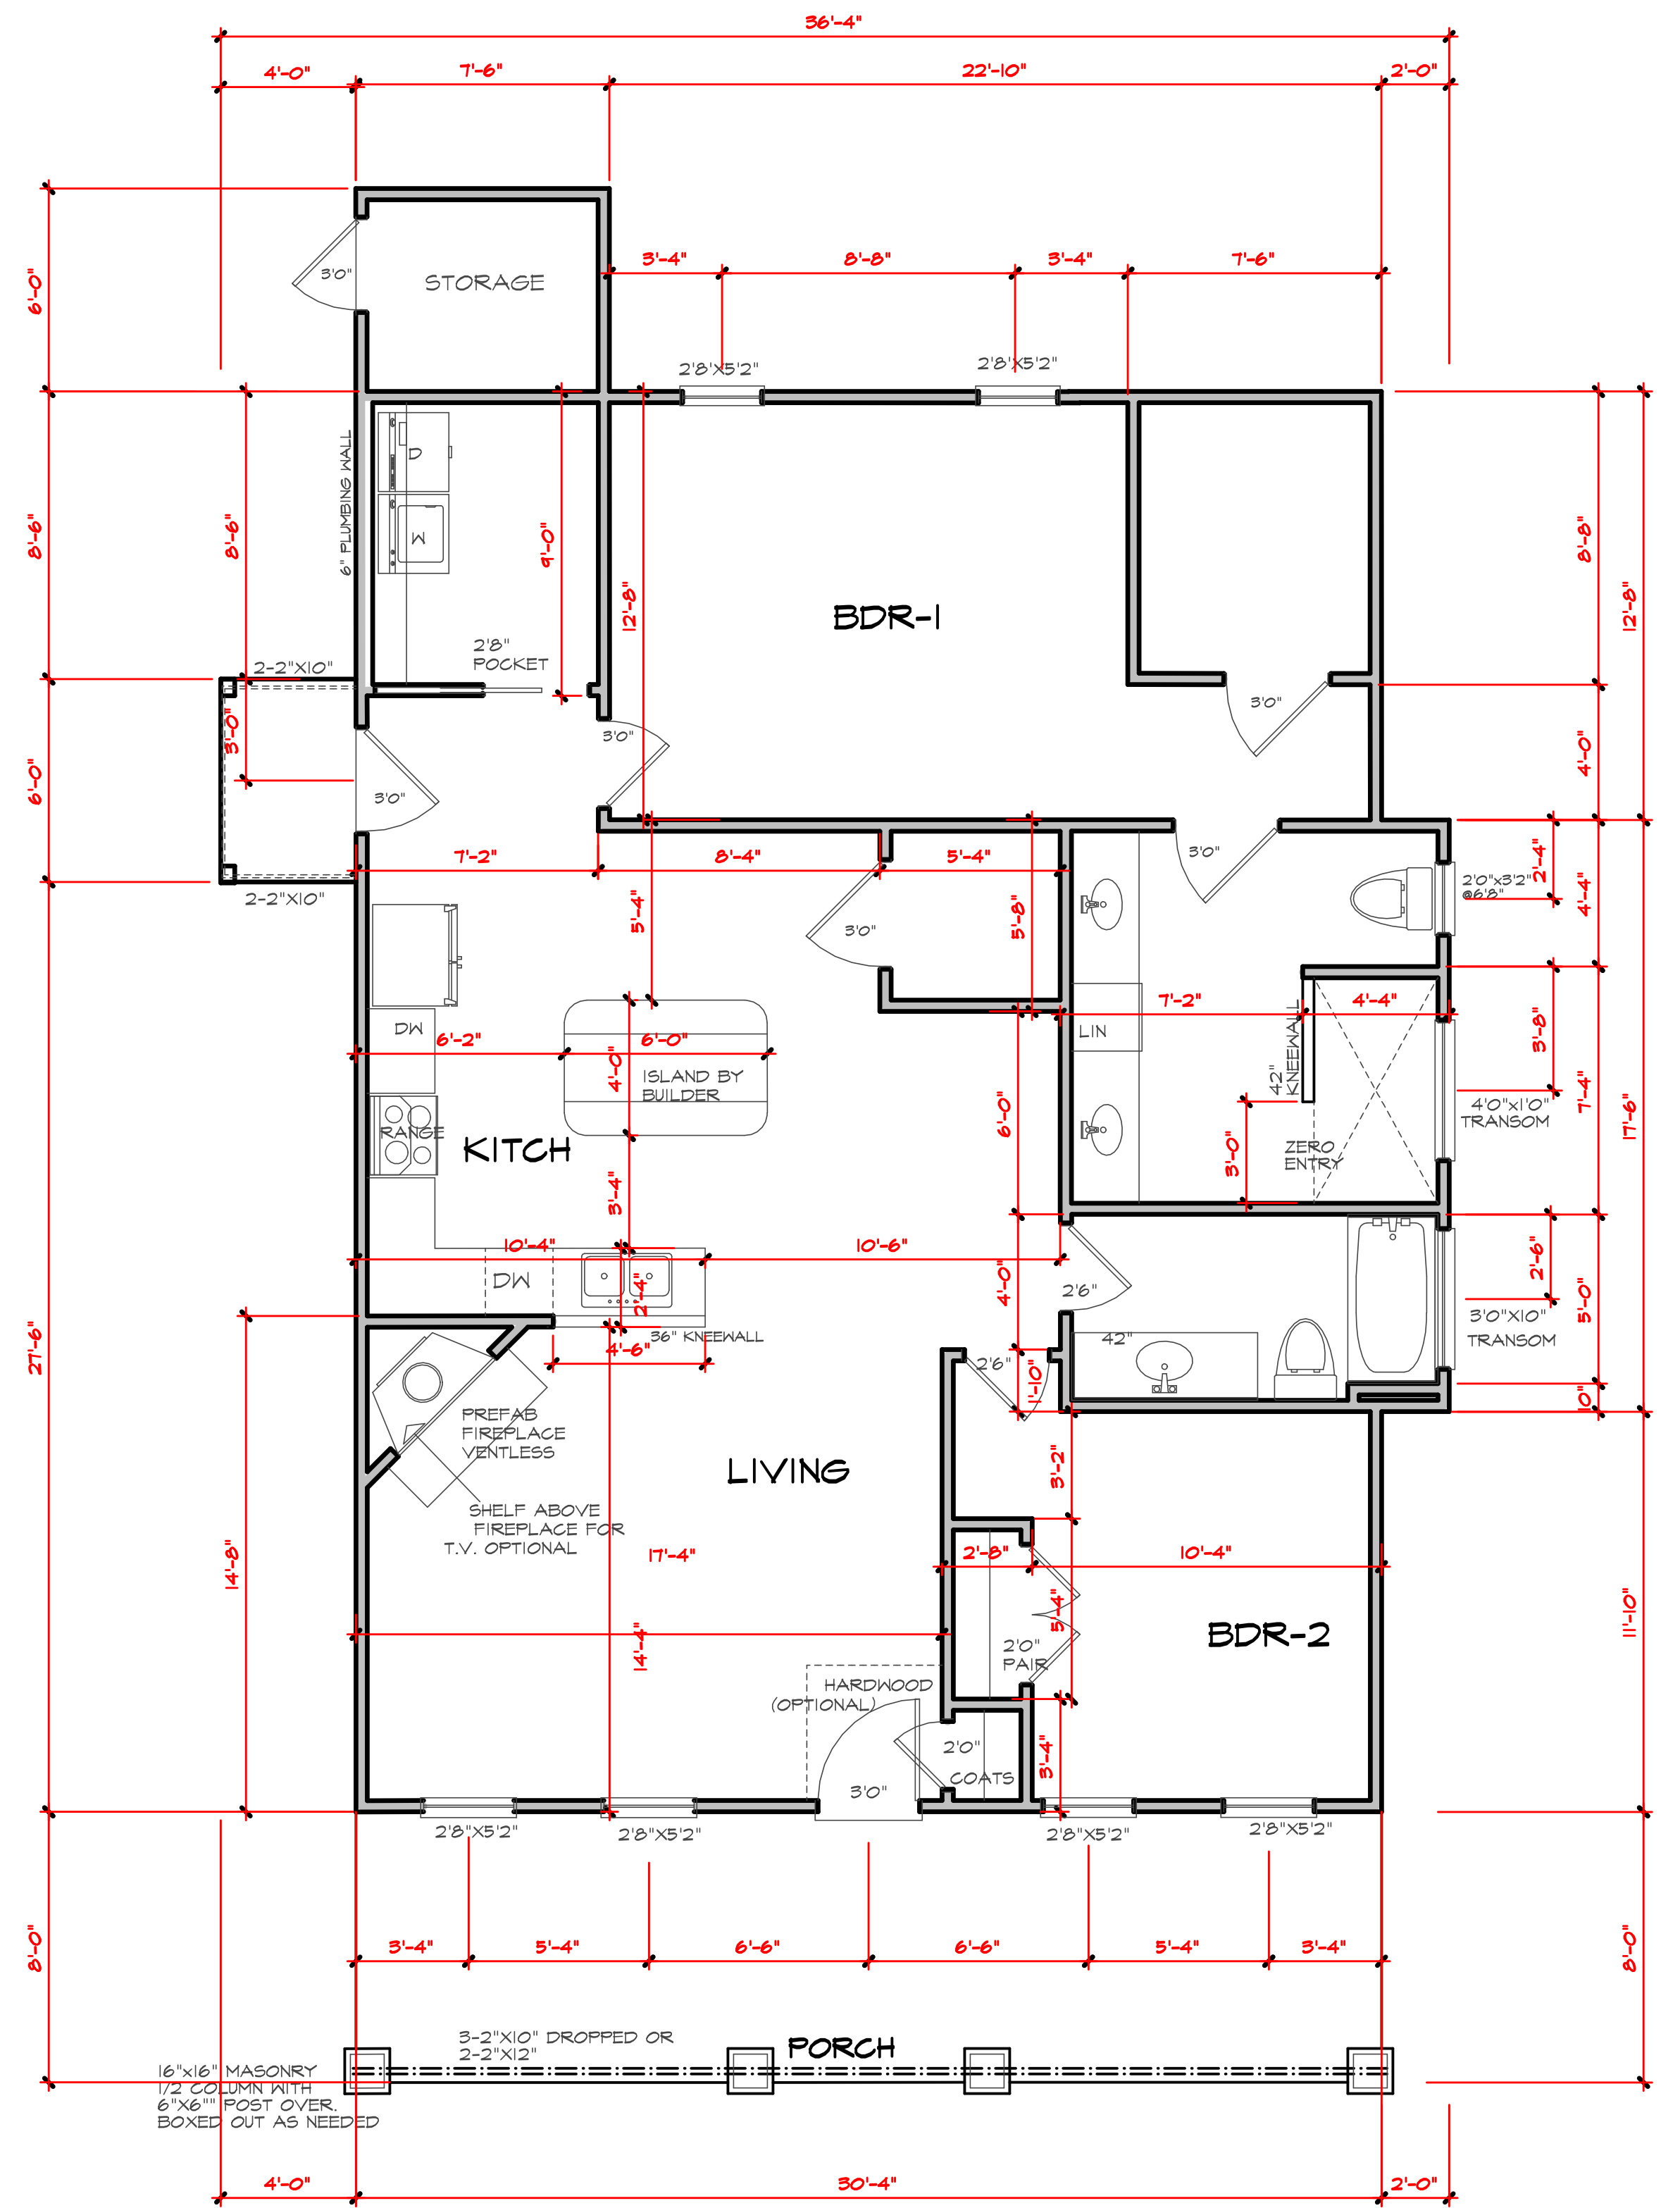 36'-4"
4'-0"
7'-6"
22'-10"
2'-0"
6'-0"
3'0"
STORAGE
3'-4"
8'-8"
3'-4"
7'-6"
2'8'X5'2"
2'8'X5'2"
8'-6"
8'-6"
6" PLUMBING WALL
D
W
9'-0"
12'-8"
BDR-1
8'-8"
12'-8"
2'8"
POCKET
2-2"X10"
3'-0"
6'-0"
3'0"
3'0"
3'0"
4'-0"
2-2"X10"
7'-2"
8'-4"
5'-4"
3'0"
2'-4"
4'-4"
2'0"x3'2"
@6'8"
5'-4"
3'0"
5'-8"
DW
6'-2"
6'-0"
4'-0"
ISLAND BY
BUILDER
LIN
7'-2"
4'-4"
42"
KNEEWALL
3'-8"
7'-4"
17'-6"
4'0"x1'0"
TRANSOM
RANGE
KITCH
6'-0"
3'-0"
ZERO
ENTRY
3'-4"
10'-4"
10'-6"
DW
2'-4"
4'-0"
2'6"
2'-6"
5'-0"
3'0"X10"
TRANSOM
36" KNEEWALL
4'-6"
42"
27'-6"
2'6"
1'-10"
10"
PREFAB
FIREPLACE
VENTLESS
LIVING
3'-2"
SHELF ABOVE
FIREPLACE FOR
T.V. OPTIONAL
14'-8"
17'-4"
2'-8"
10'-4"
5'-4"
14'-4"
2'0"
PAIR
BDR-2
11'-10"
HARDWOOD
(OPTIONAL)
2'0"
3'-4"
COATS
3'0"
2'8"X5'2"
2'8"X5'2"
2'8"X5'2"
2'8"X5'2"
8'-0"
3'-4"
5'-4"
6'-6"
6'-6"
5'-4"
3'-4"
8'-0"
3-2"X10" DROPPED OR
2-2"X12"
PORCH
16"x16" MASONRY
1/2 COLUMN WITH
6"X6"" POST OVER.
BOXED OUT AS NEEDED
4'-0"
30'-4"
2'-0"